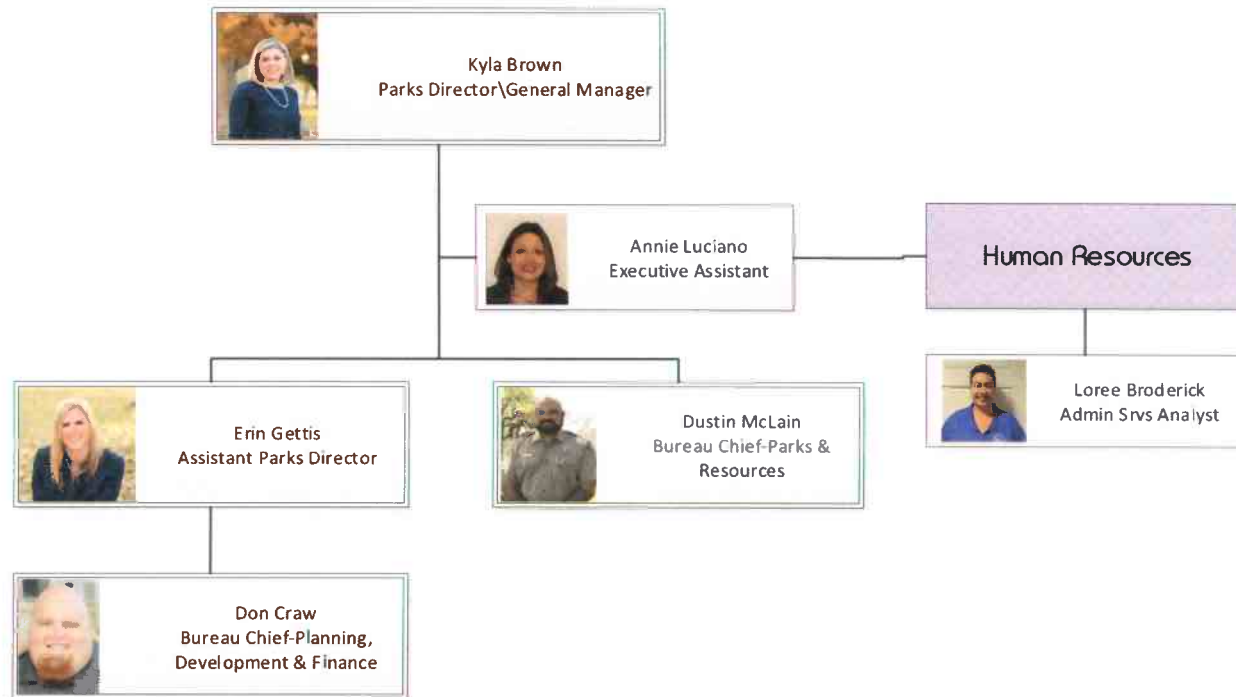 Kyla Brown
Parks Director\General Manager
Annie Luciano
Executive Assistant
Human Resources
Loree Broderick
Admin Srvs Analyst
Erin Gettis
Assistant Parks Director
Dustin McLain
Bureau Chief-Parks &
Resources
Don Craw
Bureau Chief-Planning,
Development & Finance